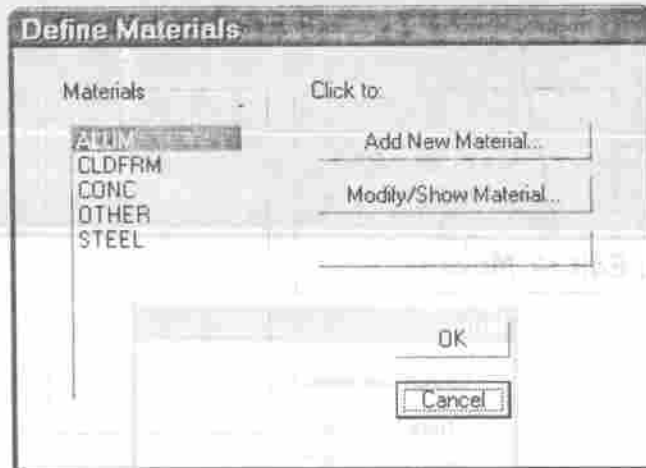 Define Materials
Materials
Click to:
ALUM
CLDFRM
CONC
OTHER
STEEL
Add New Material...
Modify/Show Material...
OK
Cancel